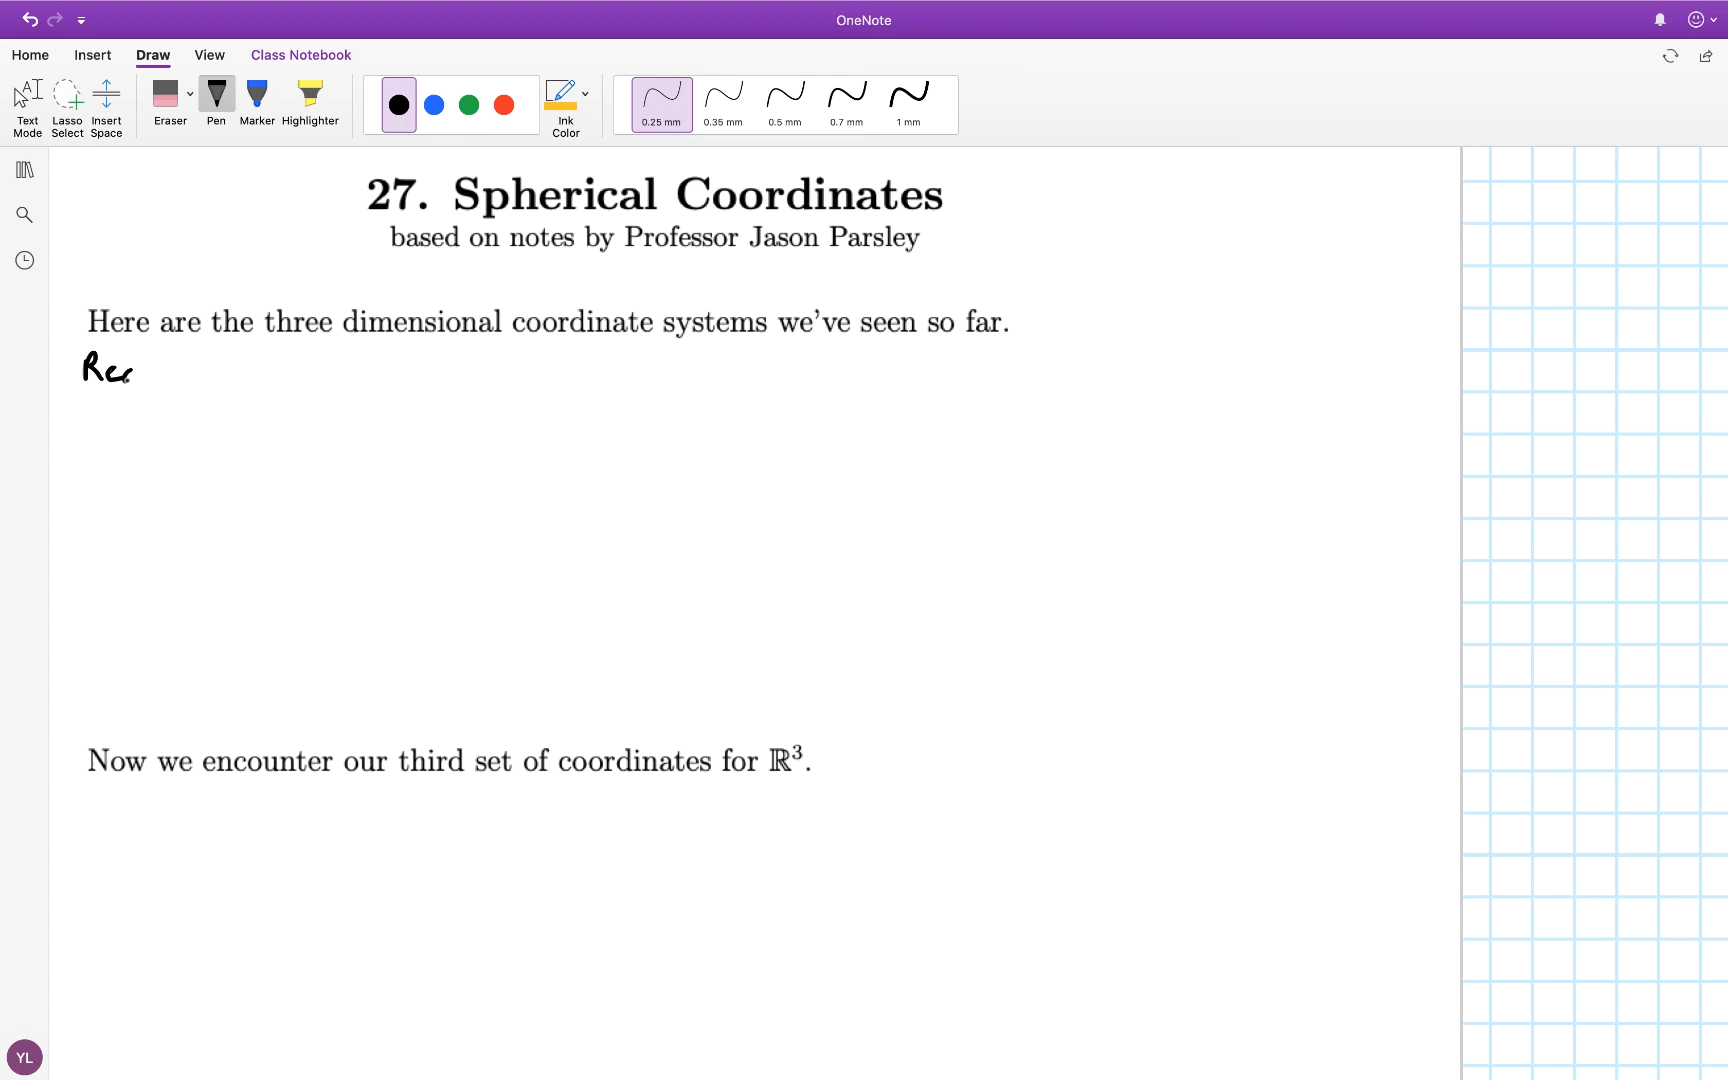 OneNote
Home Insert Draw View Class Notebook
Text Mode Lasso Select Insert Space Eraser Pen Marker Highlighter Ink Color 0.25 mm 0.35 mm 0.5 mm 0.7 mm 1 mm
27. Spherical Coordinates
based on notes by Professor Jason Parsley
Here are the three dimensional coordinate systems we've seen so far.
Rec
Now we encounter our third set of coordinates for ℝ³.
YL